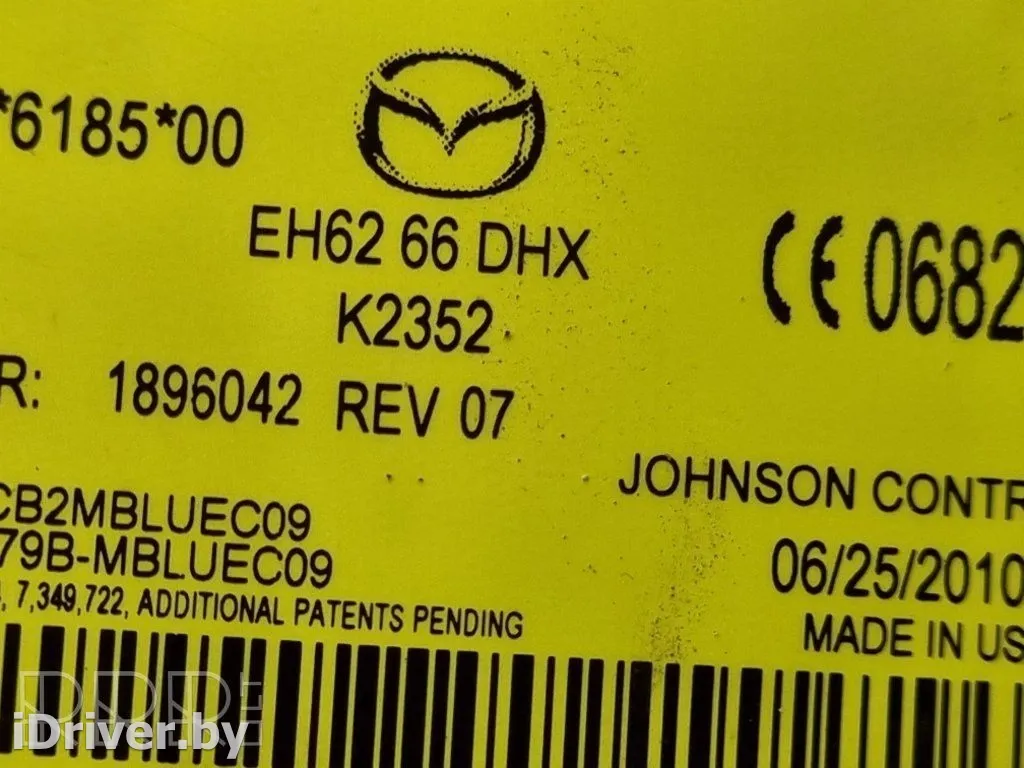 *6185*00
EH62 66 DHX
K2352
CE 0682
R: 1896042 REV 07
JOHNSON CONTR
CB2MBLUEC09
79B-MBLUEC09
06/25/2010
, 7,349,722, ADDITIONAL PATENTS PENDING
MADE IN US
iDriver.by